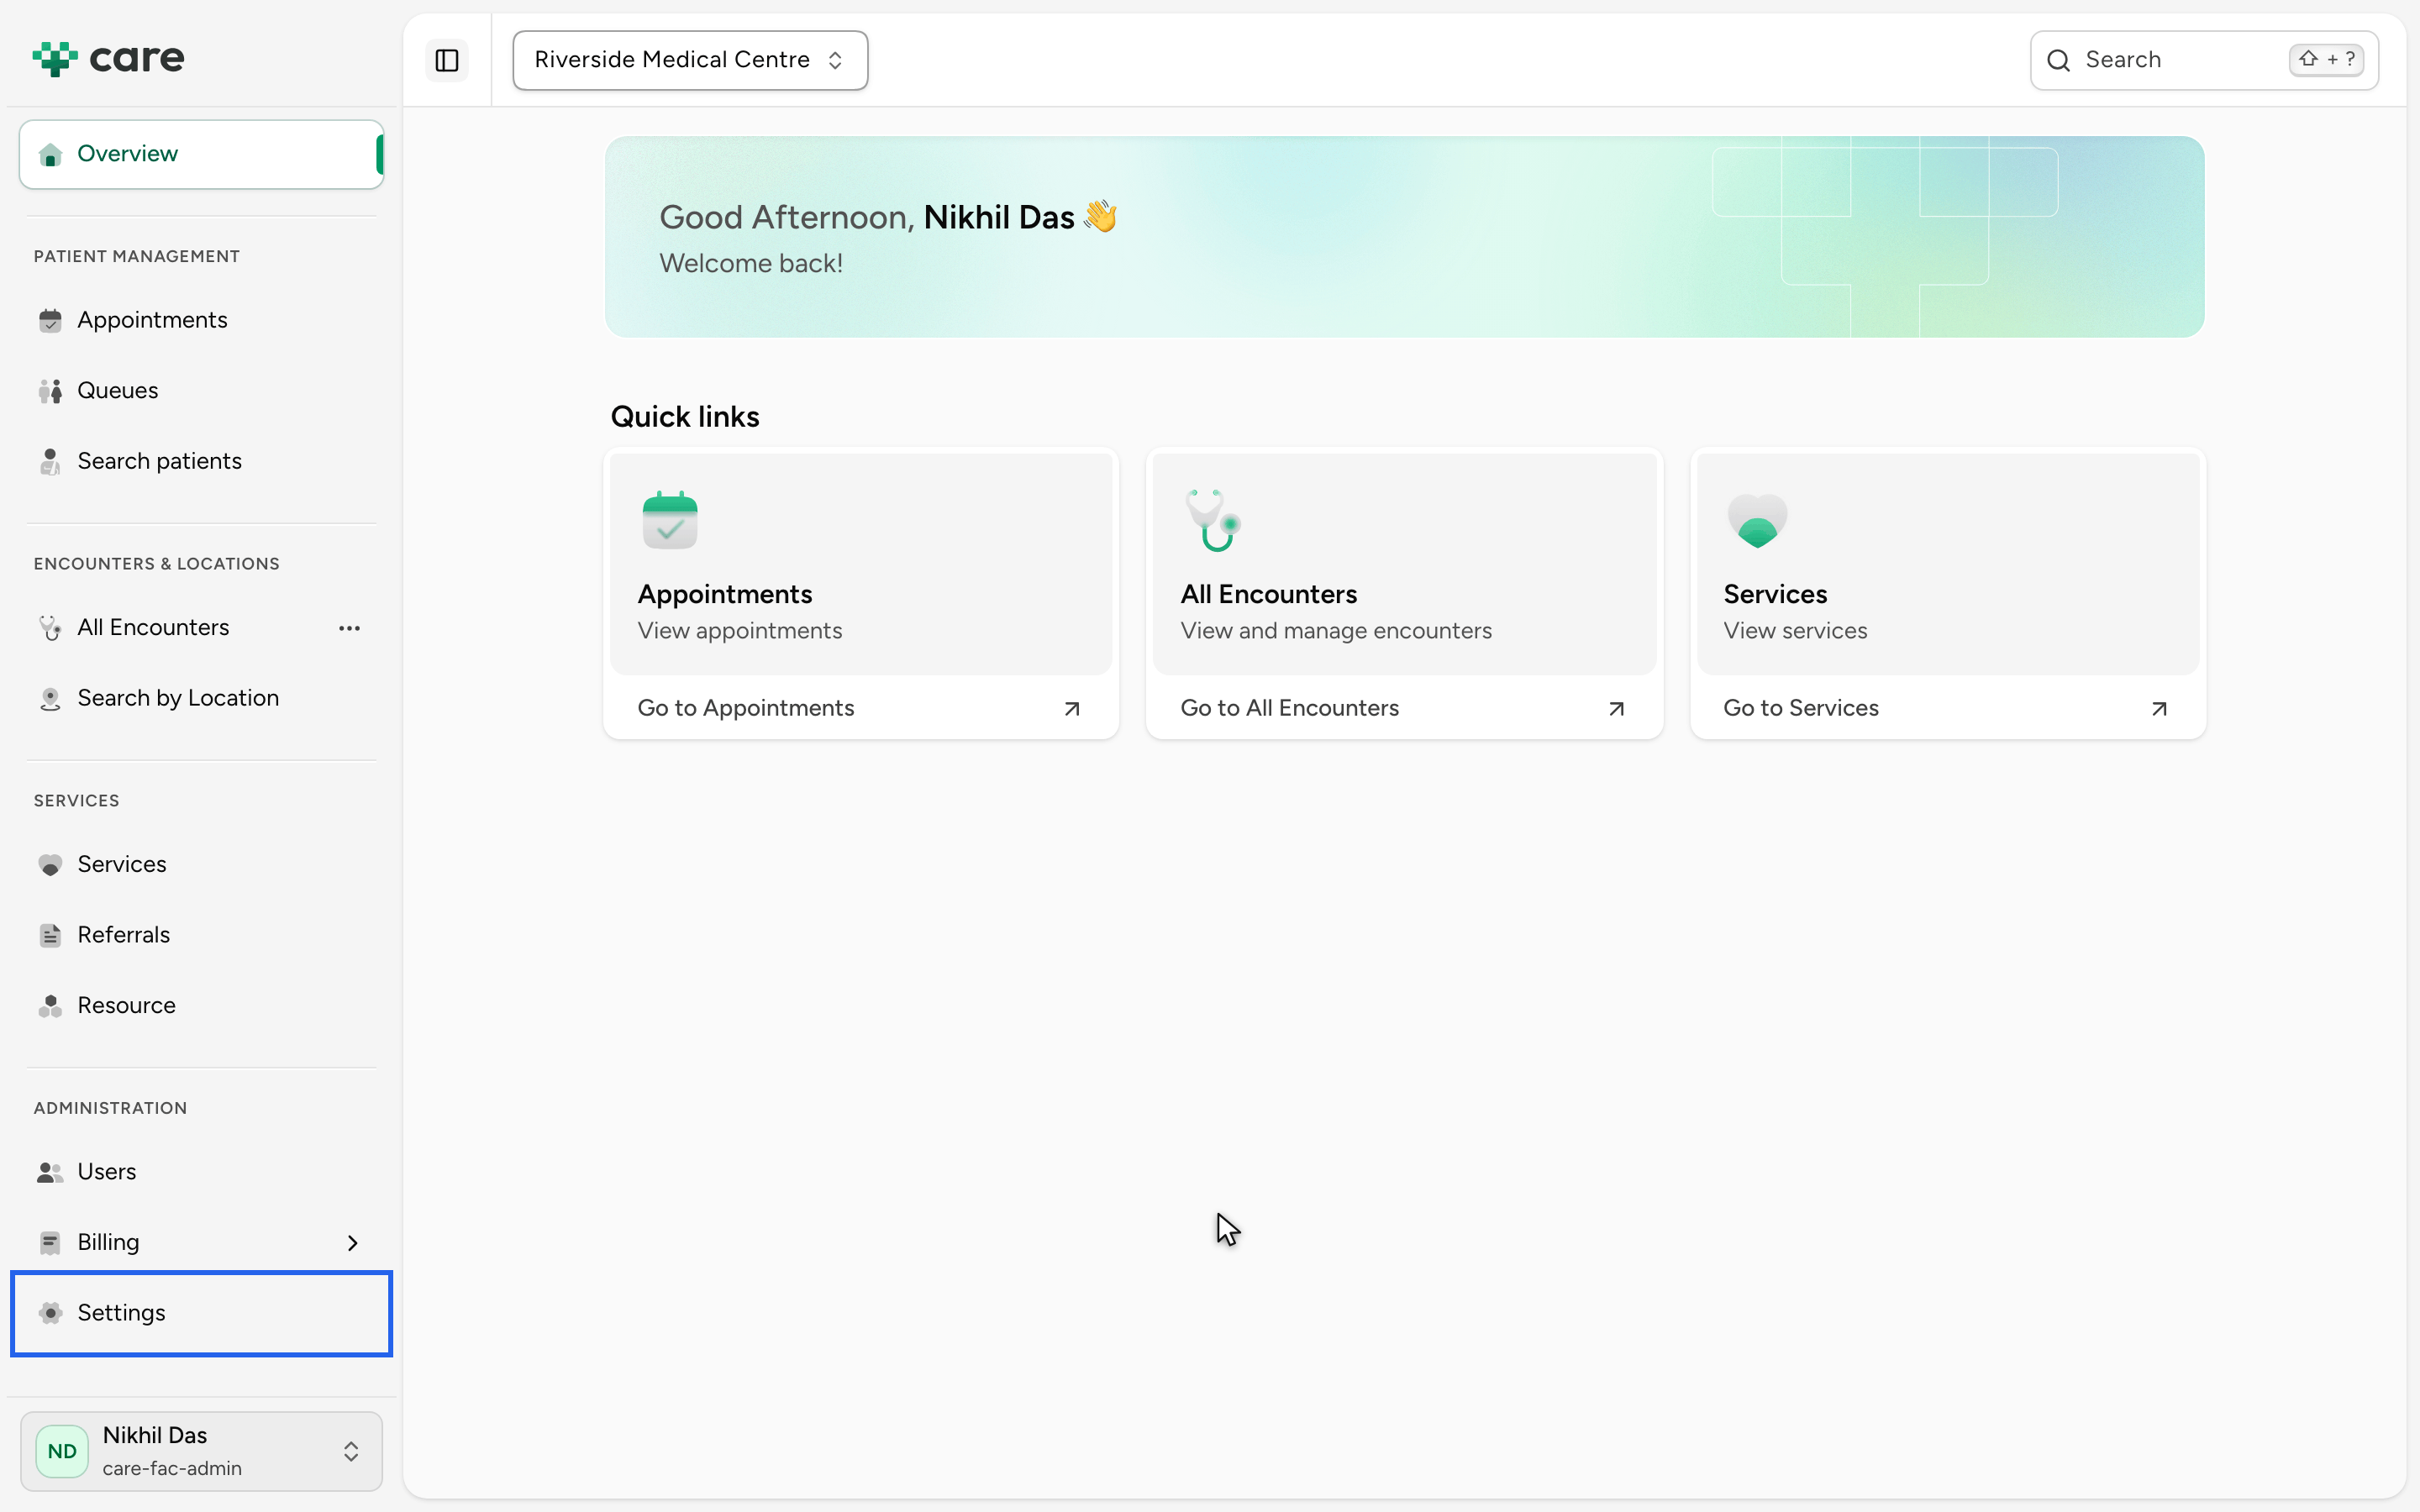 care
Riverside Medical Centre
Search
⇧ + ?
Overview
PATIENT MANAGEMENT
Appointments
Queues
Search patients
ENCOUNTERS & LOCATIONS
All Encounters
Search by Location
SERVICES
Services
Referrals
Resource
ADMINISTRATION
Users
Billing
Settings
ND
Nikhil Das
care-fac-admin
Good Afternoon, Nikhil Das 👋
Welcome back!
Quick links
Appointments
View appointments
Go to Appointments
All Encounters
View and manage encounters
Go to All Encounters
Services
View services
Go to Services